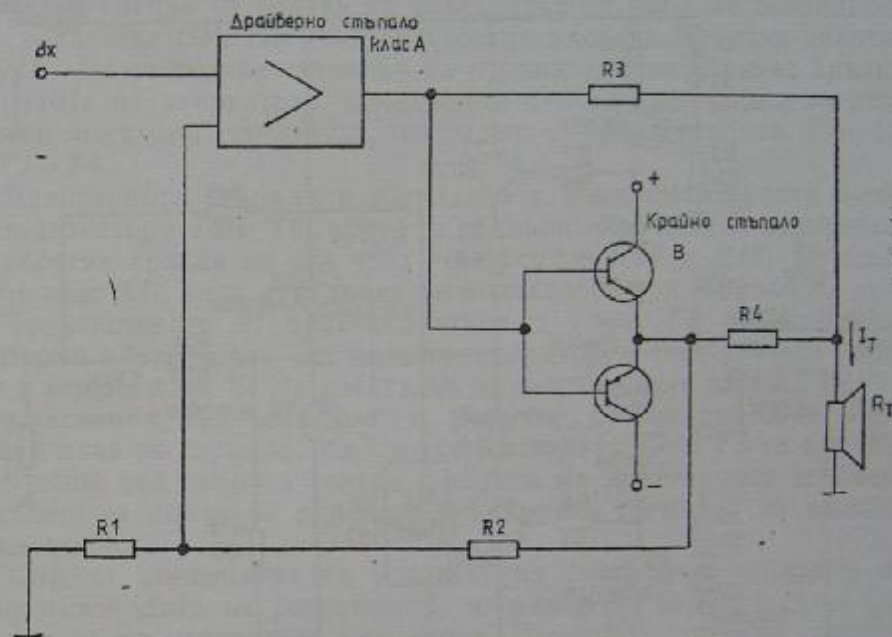 Драйверно стъпало
клас А
вх
R3
+
Крайно стъпало
В
R4
I_T
R_T
-
R1
R2